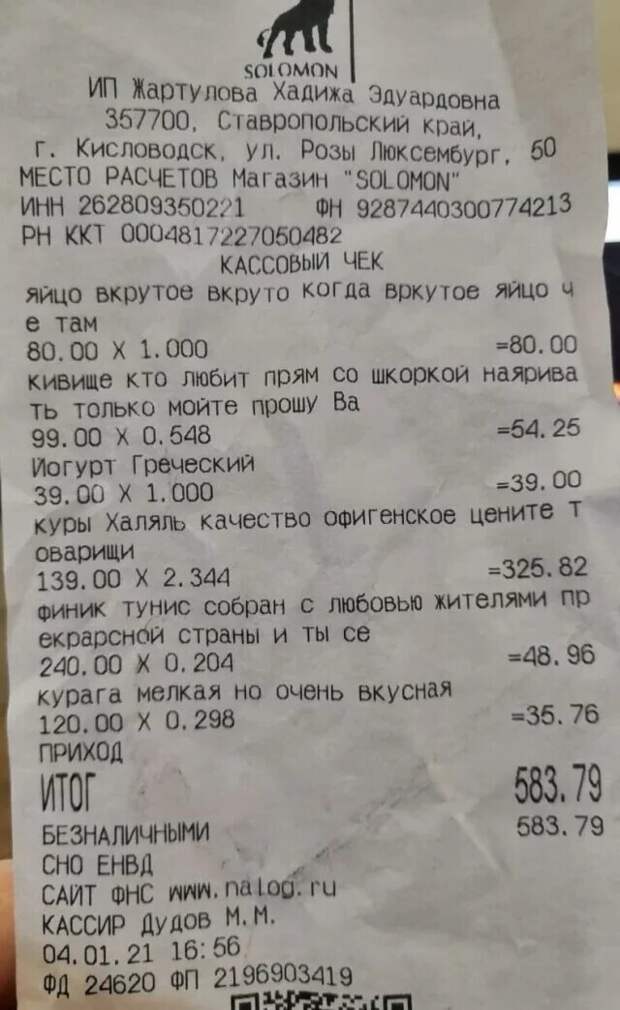 SOLOMON
ИП Жартулова Хадижа Эдуардовна
357700, Ставропольский край,
г. Кисловодск, ул. Розы Люксембург, 50
МЕСТО РАСЧЕТОВ Магазин "SOLOMON"
ИНН 262809350221 ФН 9287440300774213
РН ККТ 0004817227050482
КАССОВЫЙ ЧЕК
яйцо вкрутое вкруто когда вркутое яйцо ч
е там
80.00 X 1.000 =80.00
кивище кто любит прям со шкоркой наярива
ть только мойте прошу Ва
99.00 X 0.548 =54.25
Йогурт Греческий
39.00 X 1.000 =39.00
куры Халяль качество офигенское цените т
оварищи
139.00 X 2.344 =325.82
финик тунис собран с любовью жителями пр
екрарсной страны и ты се
240.00 X 0.204 =48.96
курага мелкая но очень вкусная
120.00 X 0.298 =35.76
ПРИХОД
ИТОГ 583.79
БЕЗНАЛИЧНЫМИ 583.79
СНО ЕНВД
САЙТ ФНС www.nalog.ru
КАССИР Дудов М.М.
04.01.21 16:56
ФД 24620 ФП 2196903419